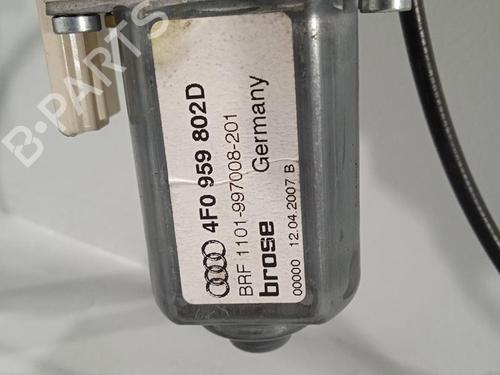 4F0 959 802D
BRF 1101-997008-201
brose Germany
00000 12.04.2007 B
B-PARTS